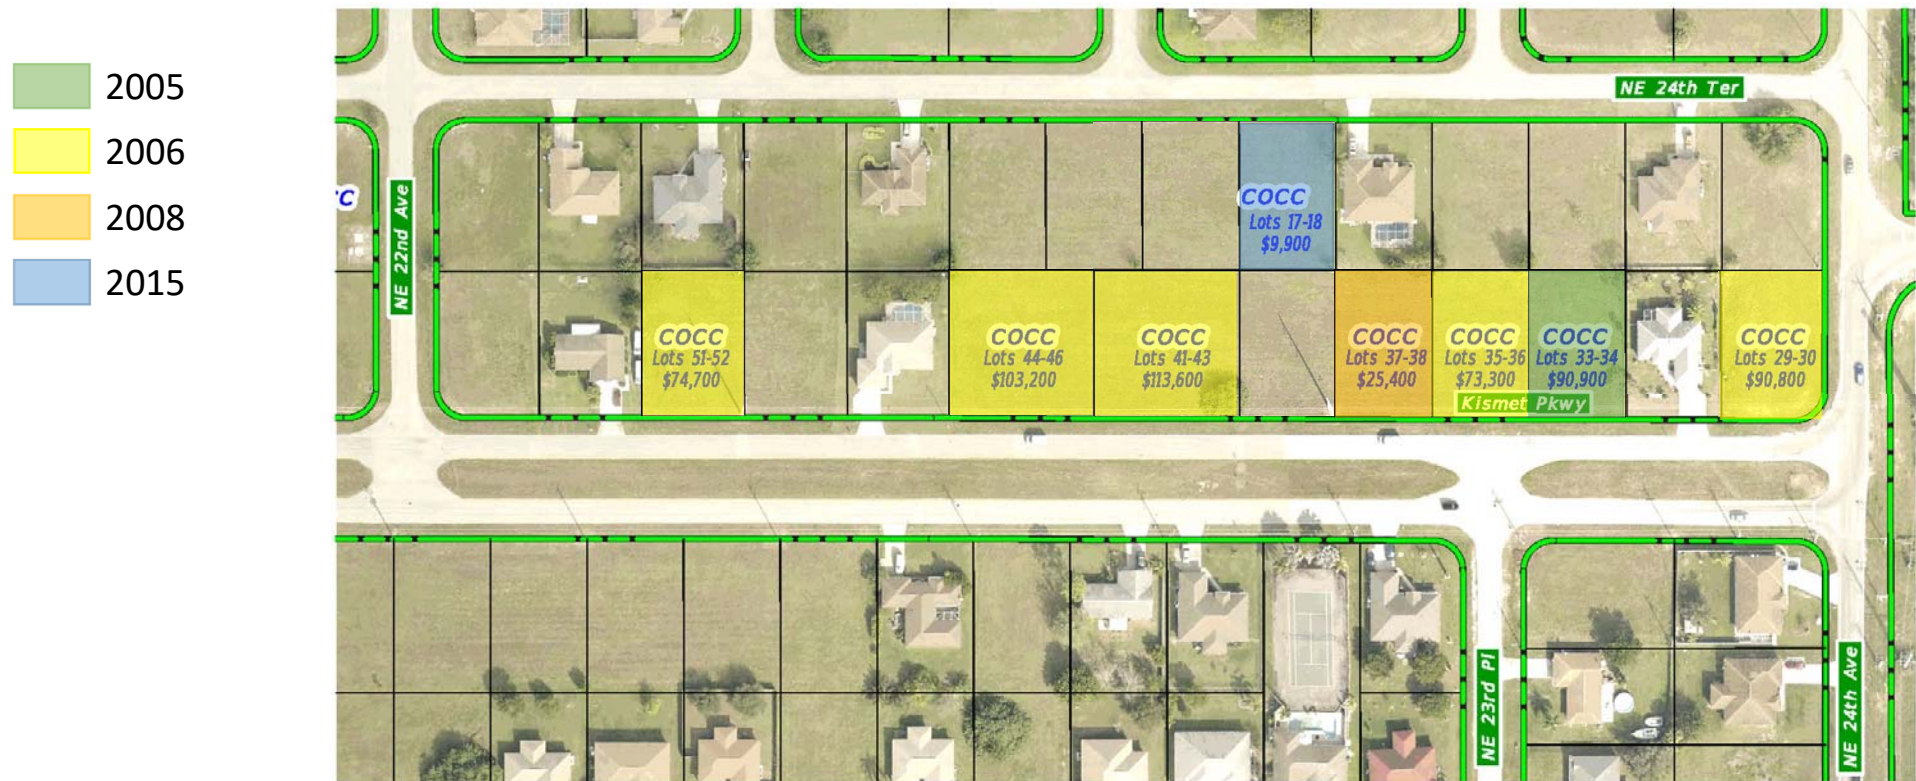 2005
2006
2008
2015
NE 24th Ter
NE 22nd Ave
COCC
Lots 17-18
$9,900
COCC
Lots 51-52
$74,700
COCC
Lots 44-46
$103,200
COCC
Lots 41-43
$113,600
COCC
Lots 37-38
$25,400
COCC
Lots 35-36
$73,300
COCC
Lots 33-34
$90,900
COCC
Lots 29-30
$90,800
Kismet Pkwy
NE 23rd Pl
NE 24th Ave